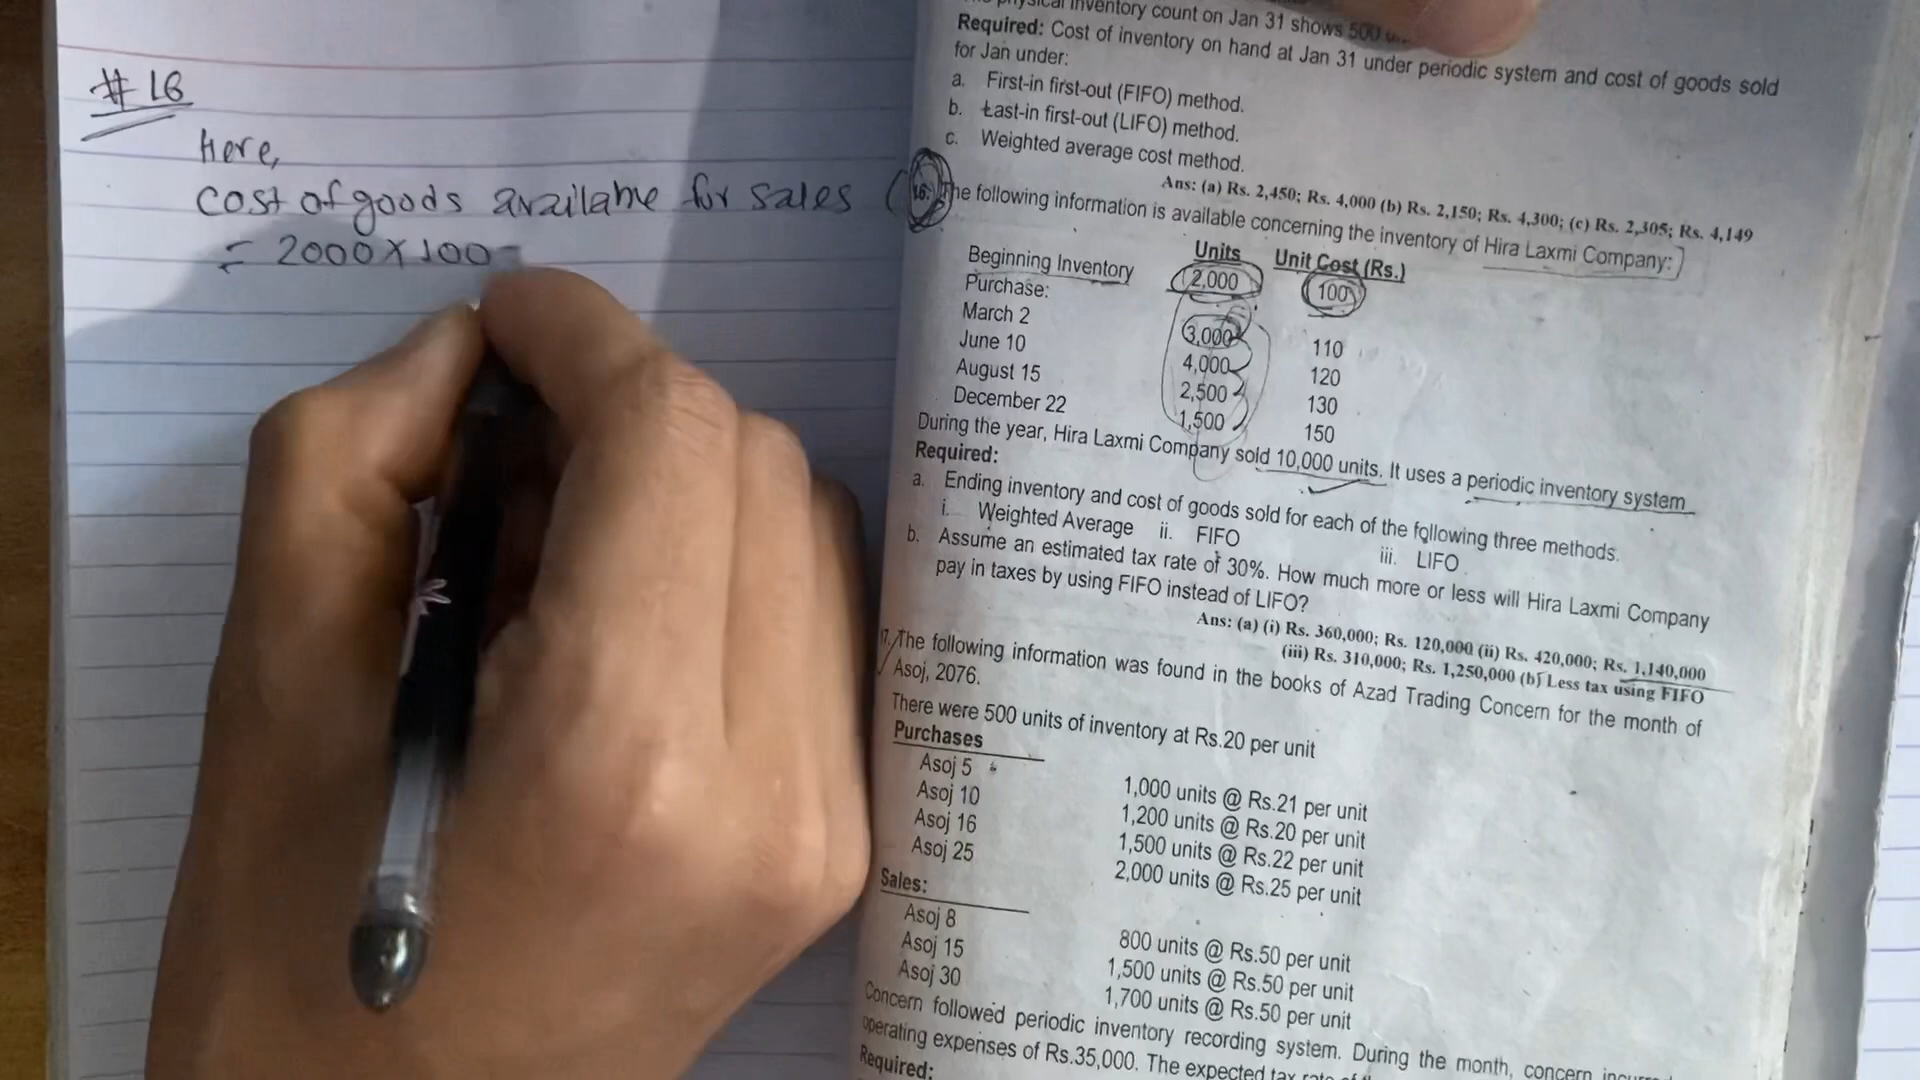 # 16
Here,
cost of goods available for sales (
= 2000 × 100
physical inventory count on Jan 31 shows 500
Required: Cost of inventory on hand at Jan 31 under periodic system and cost of goods sold
for Jan under:
a. First-in first-out (FIFO) method.
b. Last-in first-out (LIFO) method.
c. Weighted average cost method.
Ans: (a) Rs. 2,450; Rs. 4,000 (b) Rs. 2,150; Rs. 4,300; (c) Rs. 2,305; Rs. 4,149
16. The following information is available concerning the inventory of Hira Laxmi Company:
Units Unit Cost (Rs.)
Beginning Inventory 2,000 100
Purchase:
March 2 3,000 110
June 10 4,000 120
August 15 2,500 130
December 22 1,500 150
During the year, Hira Laxmi Company sold 10,000 units. It uses a periodic inventory system
Required:
a. Ending inventory and cost of goods sold for each of the following three methods.
i. Weighted Average ii. FIFO iii. LIFO
b. Assume an estimated tax rate of 30%. How much more or less will Hira Laxmi Company
pay in taxes by using FIFO instead of LIFO?
Ans: (a) (i) Rs. 360,000; Rs. 120,000 (ii) Rs. 420,000; Rs. 1,140,000
(iii) Rs. 310,000; Rs. 1,250,000 (b) Less tax using FIFO
17. The following information was found in the books of Azad Trading Concern for the month of
Asoj, 2076.
There were 500 units of inventory at Rs.20 per unit
Purchases
Asoj 5 1,000 units @ Rs.21 per unit
Asoj 10 1,200 units @ Rs.20 per unit
Asoj 16 1,500 units @ Rs.22 per unit
Asoj 25 2,000 units @ Rs.25 per unit
Sales:
Asoj 8 800 units @ Rs.50 per unit
Asoj 15 1,500 units @ Rs.50 per unit
Asoj 30 1,700 units @ Rs.50 per unit
Concern followed periodic inventory recording system. During the month, concern
operating expenses of Rs.35,000. The expected tax
Required: